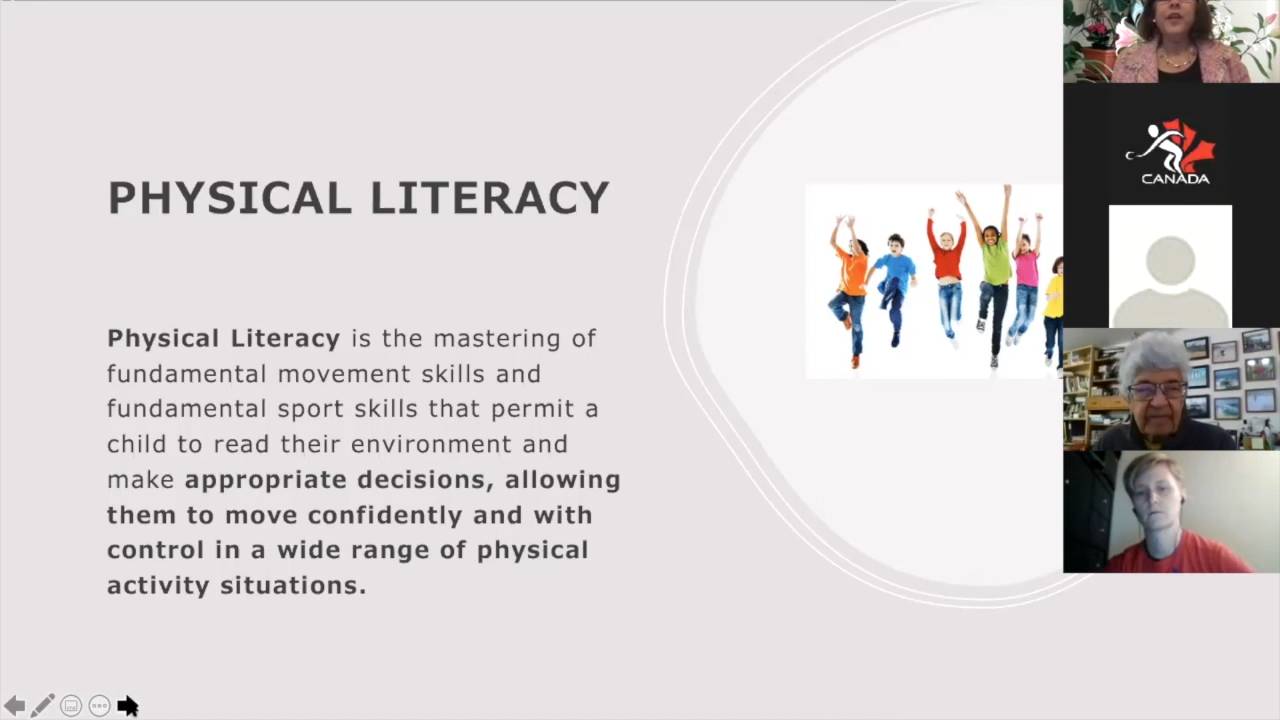 PHYSICAL LITERACY
Physical Literacy is the mastering of
fundamental movement skills and
fundamental sport skills that permit a
child to read their environment and
make appropriate decisions, allowing
them to move confidently and with
control in a wide range of physical
activity situations.
CANADA